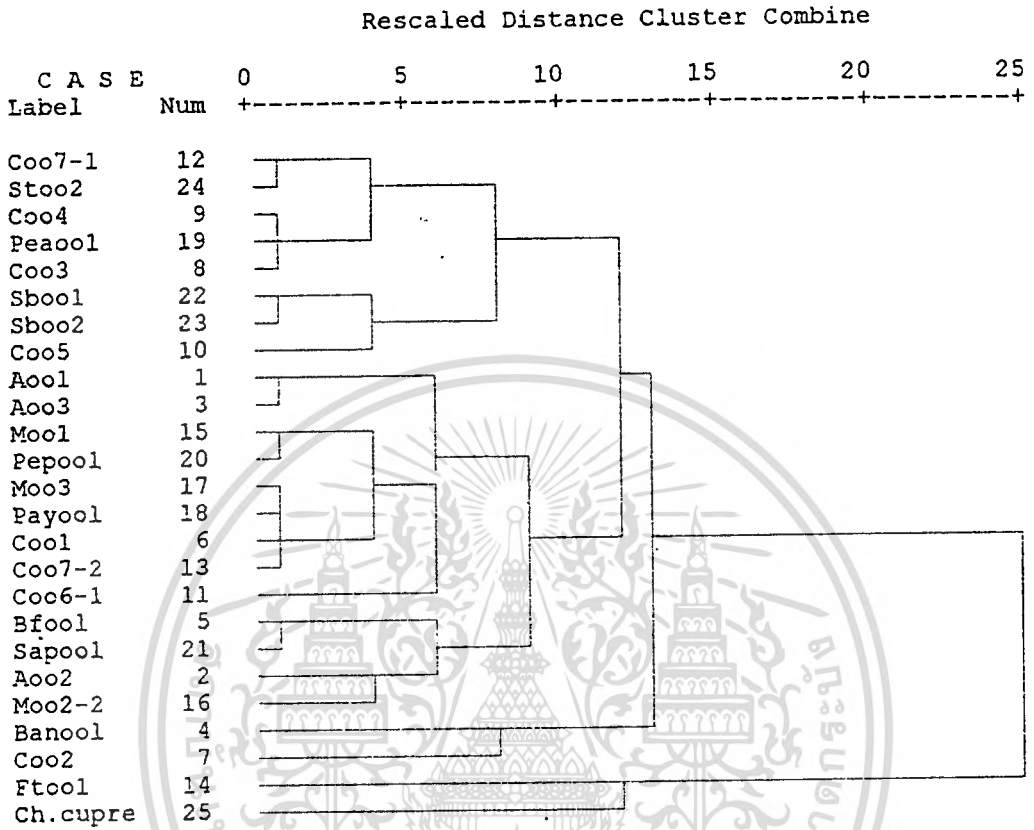 Rescaled Distance Cluster Combine
C A S E 0 5 10 15 20 25
Label Num +---------+---------+---------+---------+---------+
Coo7-1 12
Stoo2 24
Coo4 9
Peaool 19
Coo3 8
Sbool 22
Sboo2 23
Coo5 10
Aool 1
Aoo3 3
Mool 15
Pepool 20
Moo3 17
Payool 18
Cool 6
Coo7-2 13
Coo6-1 11
Bfool 5
Sapool 21
Aoo2 2
Moo2-2 16
Banool 4
Coo2 7
Ftool 14
Ch.cupre 25